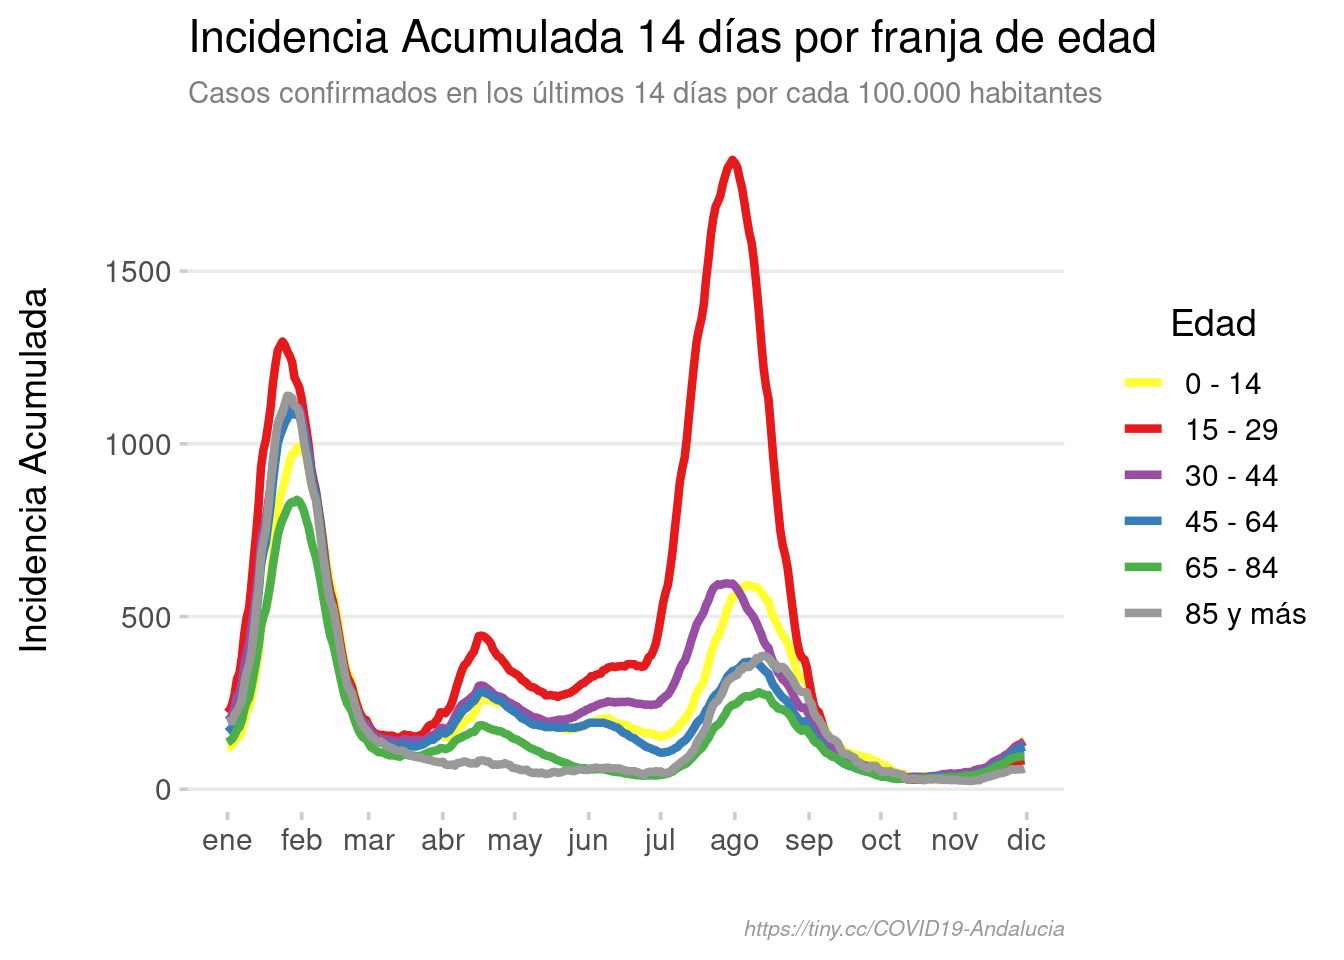 Incidencia Acumulada 14 días por franja de edad
Casos confirmados en los últimos 14 días por cada 100.000 habitantes
Incidencia Acumulada
1500
1000
500
0
ene feb mar abr may jun jul ago sep oct nov dic
Edad
0 - 14
15 - 29
30 - 44
45 - 64
65 - 84
85 y más
https://tiny.cc/COVID19-Andalucia